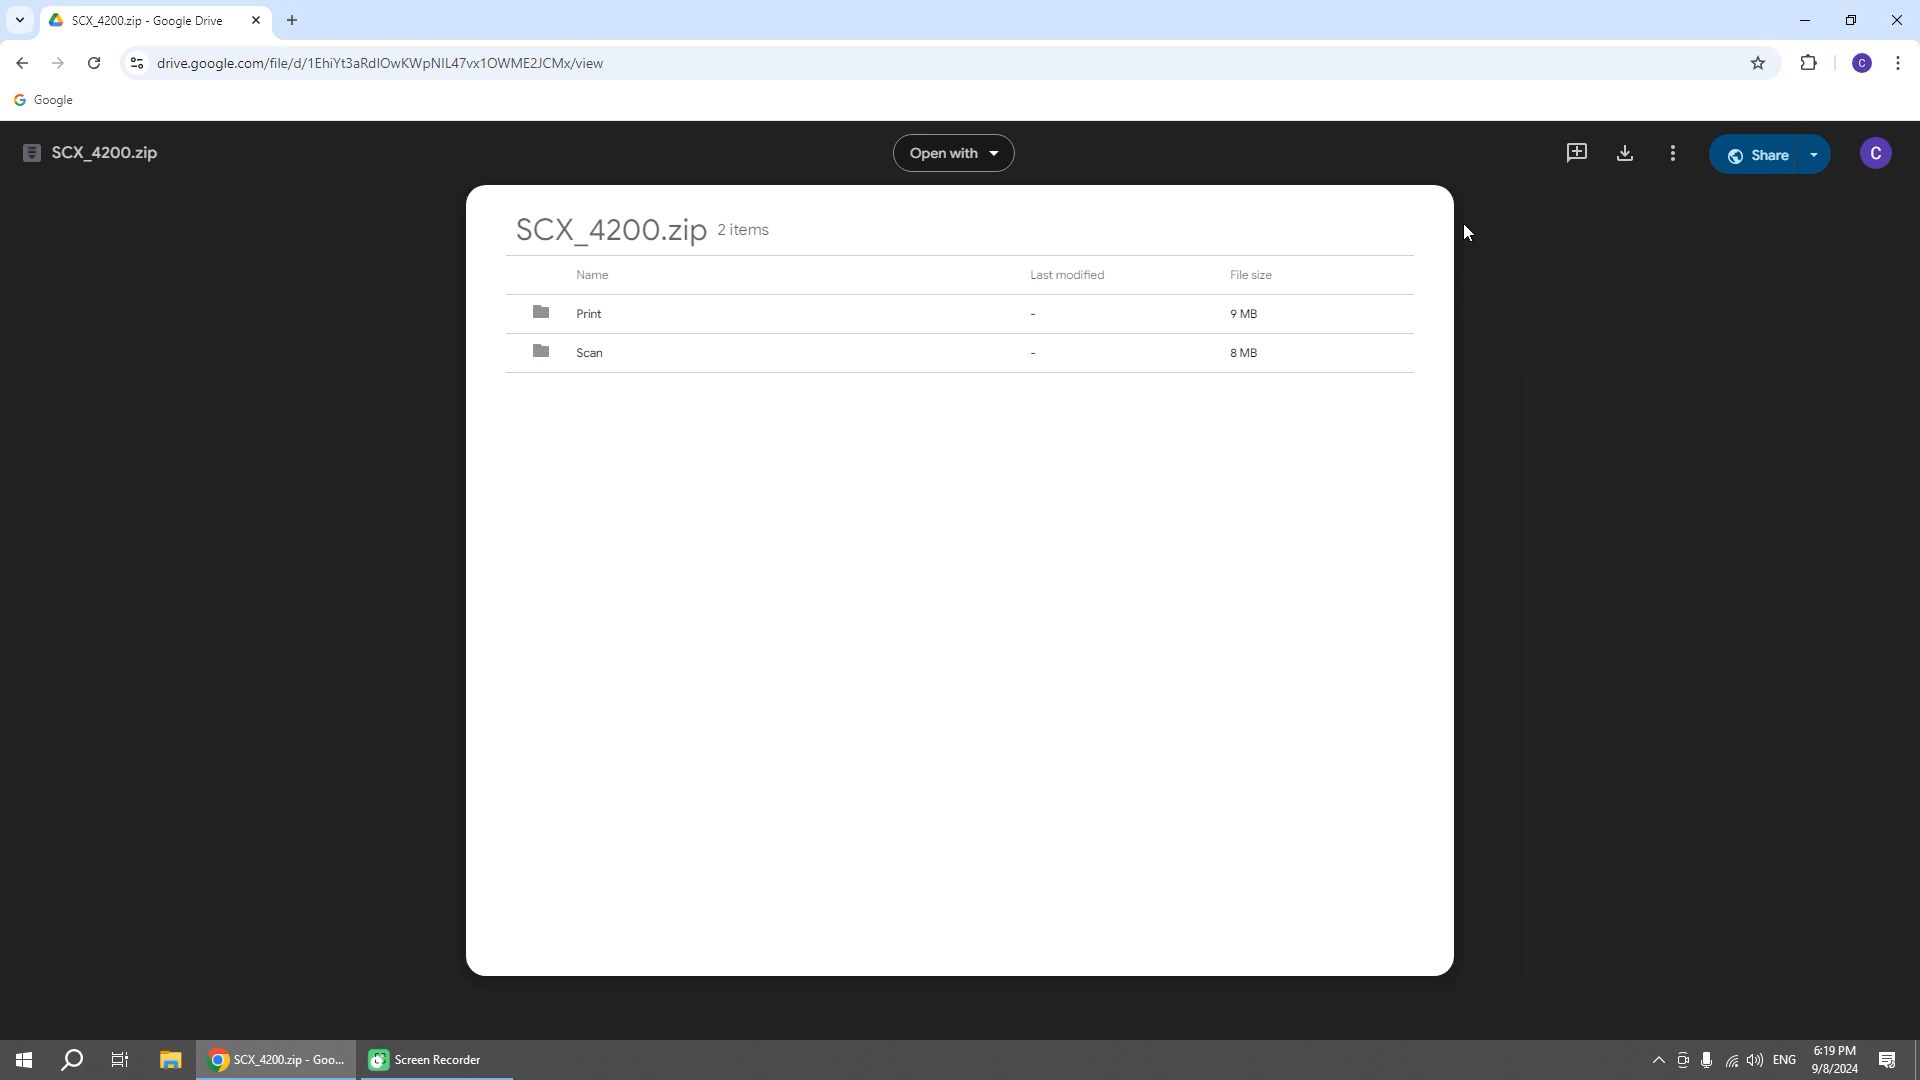 SCX_4200.zip - Google Drive
drive.google.com/file/d/1EhiYt3aRdIOwKWpNIL47vx1OWME2JCMx/view
C
Google
SCX_4200.zip
Open with
Share
C
SCX_4200.zip 2 items
Name Last modified File size
Print - 9 MB
Scan - 8 MB
SCX_4200.zip - Goo...
Screen Recorder
ENG
6:19 PM
9/8/2024